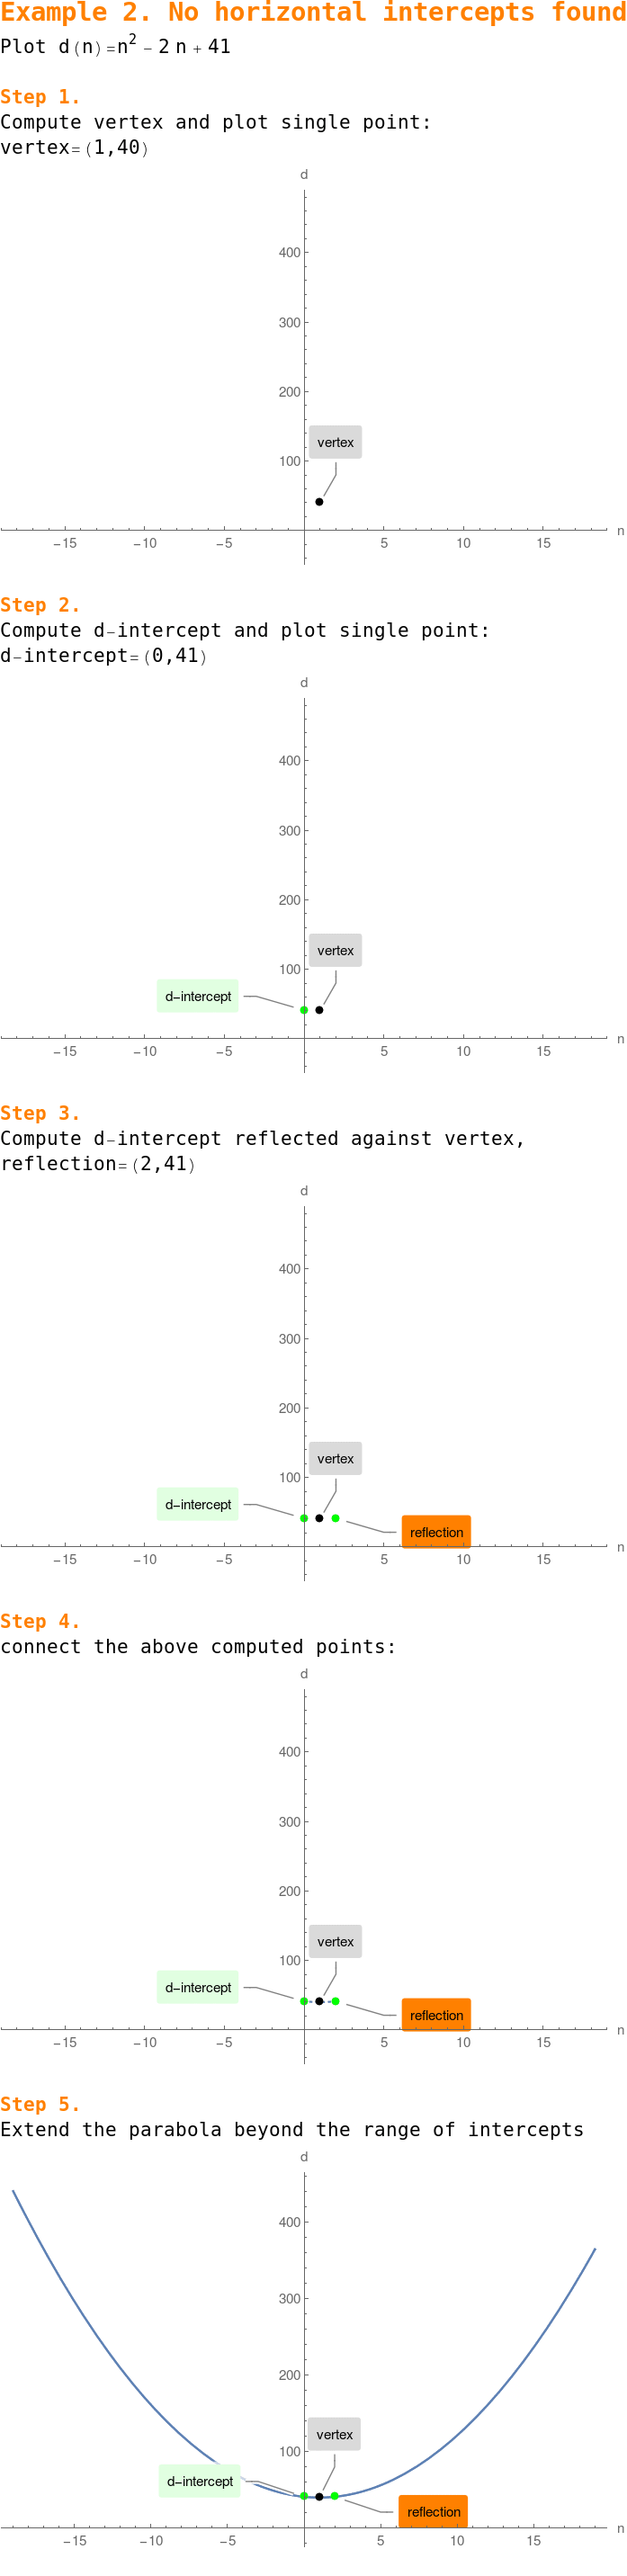 Example 2. No horizontal intercepts found
Plot d(n)=n² - 2 n + 41
Step 1.
Compute vertex and plot single point:
vertex=(1,40)
d
400
300
200
vertex
100
-15 -10 -5 5 10 15 n
Step 2.
Compute d-intercept and plot single point:
d-intercept=(0,41)
d
400
300
200
vertex
100
d-intercept
-15 -10 -5 5 10 15 n
Step 3.
Compute d-intercept reflected against vertex,
reflection=(2,41)
d
400
300
200
vertex
100
d-intercept
reflection
-15 -10 -5 5 10 15 n
Step 4.
connect the above computed points:
d
400
300
200
vertex
100
d-intercept
reflection
-15 -10 -5 5 10 15 n
Step 5.
Extend the parabola beyond the range of intercepts
d
400
300
200
vertex
100
d-intercept
reflection
-15 -10 -5 5 10 15 n